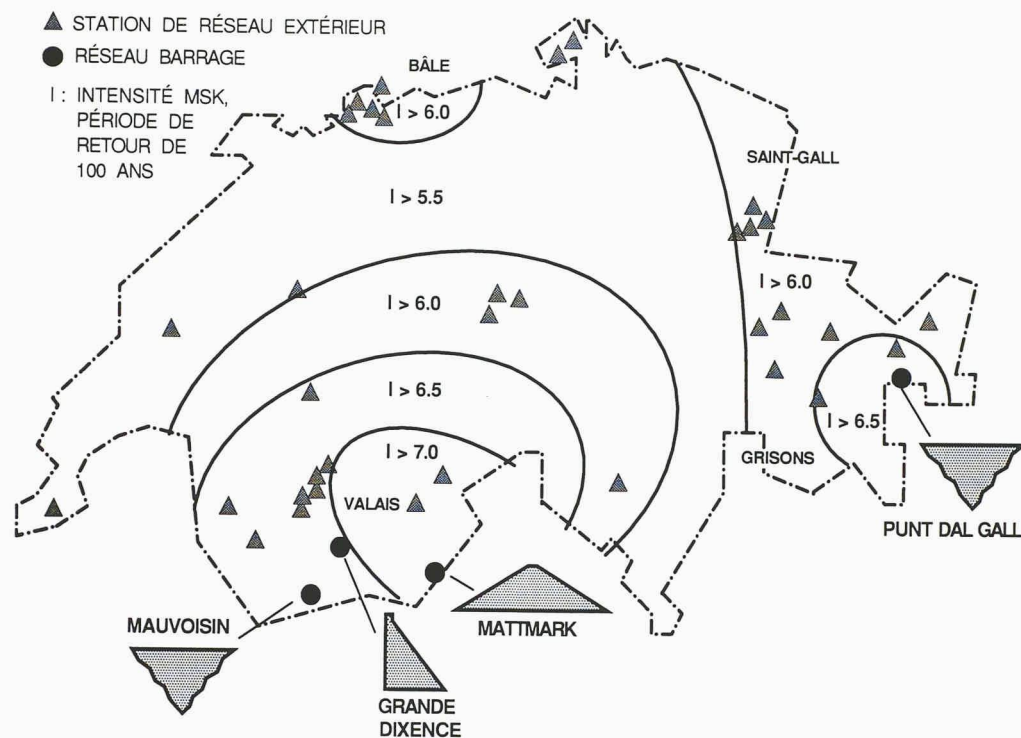 STATION DE RÉSEAU EXTÉRIEUR
RÉSEAU BARRAGE
I : INTENSITÉ MSK,
PÉRIODE DE
RETOUR DE
100 ANS
BÂLE
I > 6.0
SAINT-GALL
I > 5.5
I > 6.0
I > 6.0
I > 6.5
I > 6.5
I > 7.0
GRISONS
VALAIS
PUNT DAL GALL
MAUVOISIN
MATTMARK
GRANDE
DIXENCE